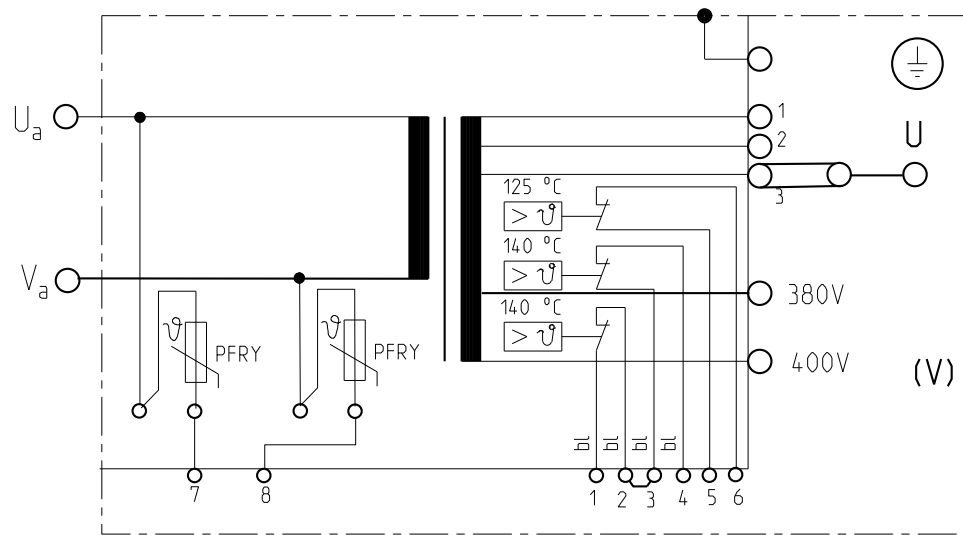 Ua
1
2
U
3
125 °C
> ϑ
140 °C
> ϑ
Va
380V
140 °C
> ϑ
ϑ
PFRY
ϑ
PFRY
400V
(V)
bl
bl
bl
bl
7
8
1
2
3
4
5
6